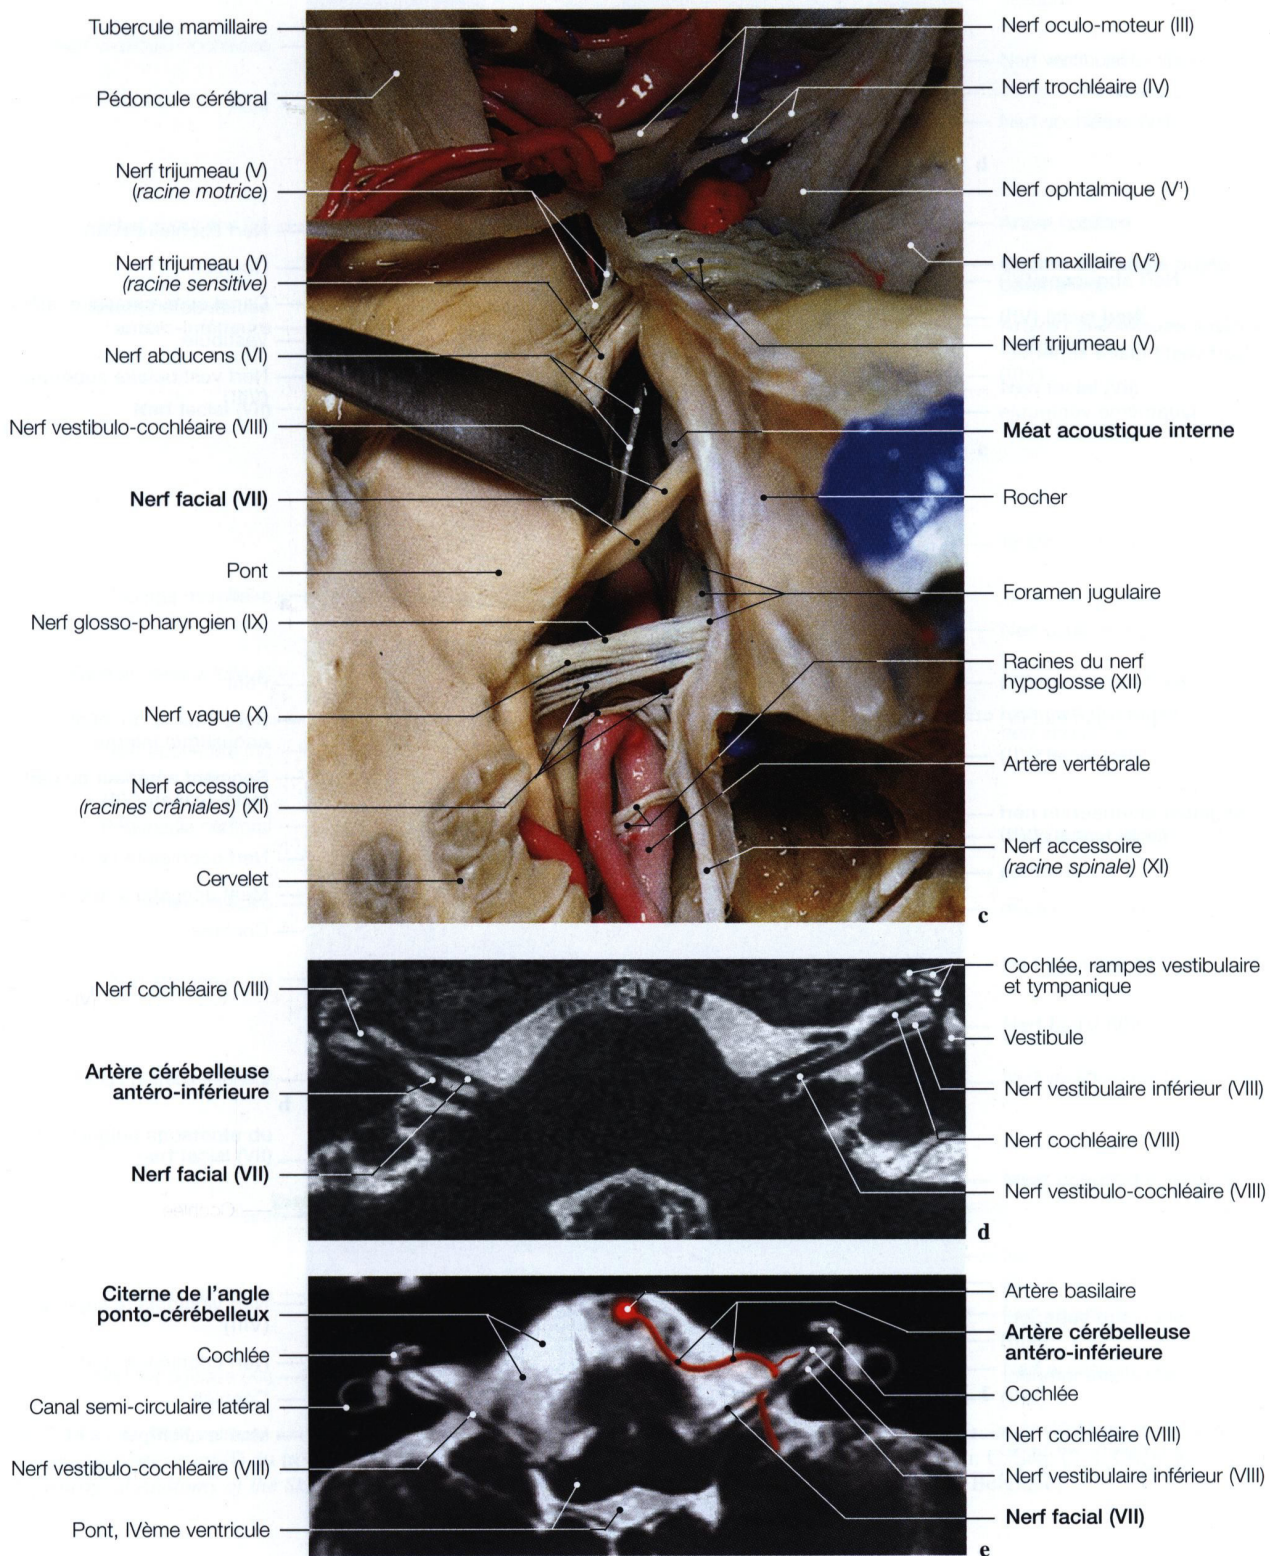 Tubercule mamillaire
Pédoncule cérébral
Nerf trijumeau (V)
(racine motrice)
Nerf trijumeau (V)
(racine sensitive)
Nerf abducens (VI)
Nerf vestibulo-cochléaire (VIII)
Nerf facial (VII)
Pont
Nerf glosso-pharyngien (IX)
Nerf vague (X)
Nerf accessoire
(racines crâniales) (XI)
Cervelet
Nerf oculo-moteur (III)
Nerf trochléaire (IV)
Nerf ophtalmique (V¹)
Nerf maxillaire (V²)
Nerf trijumeau (V)
Méat acoustique interne
Rocher
Foramen jugulaire
Racines du nerf
hypoglosse (XII)
Artère vertébrale
Nerf accessoire
(racine spinale) (XI)
c
Nerf cochléaire (VIII)
Artère cérébelleuse
antéro-inférieure
Nerf facial (VII)
Cochlée, rampes vestibulaire
et tympanique
Vestibule
Nerf vestibulaire inférieur (VIII)
Nerf cochléaire (VIII)
Nerf vestibulo-cochléaire (VIII)
d
Citerne de l'angle
ponto-cérébelleux
Cochlée
Canal semi-circulaire latéral
Nerf vestibulo-cochléaire (VIII)
Pont, IVème ventricule
Artère basilaire
Artère cérébelleuse
antéro-inférieure
Cochlée
Nerf cochléaire (VIII)
Nerf vestibulaire inférieur (VIII)
Nerf facial (VII)
e